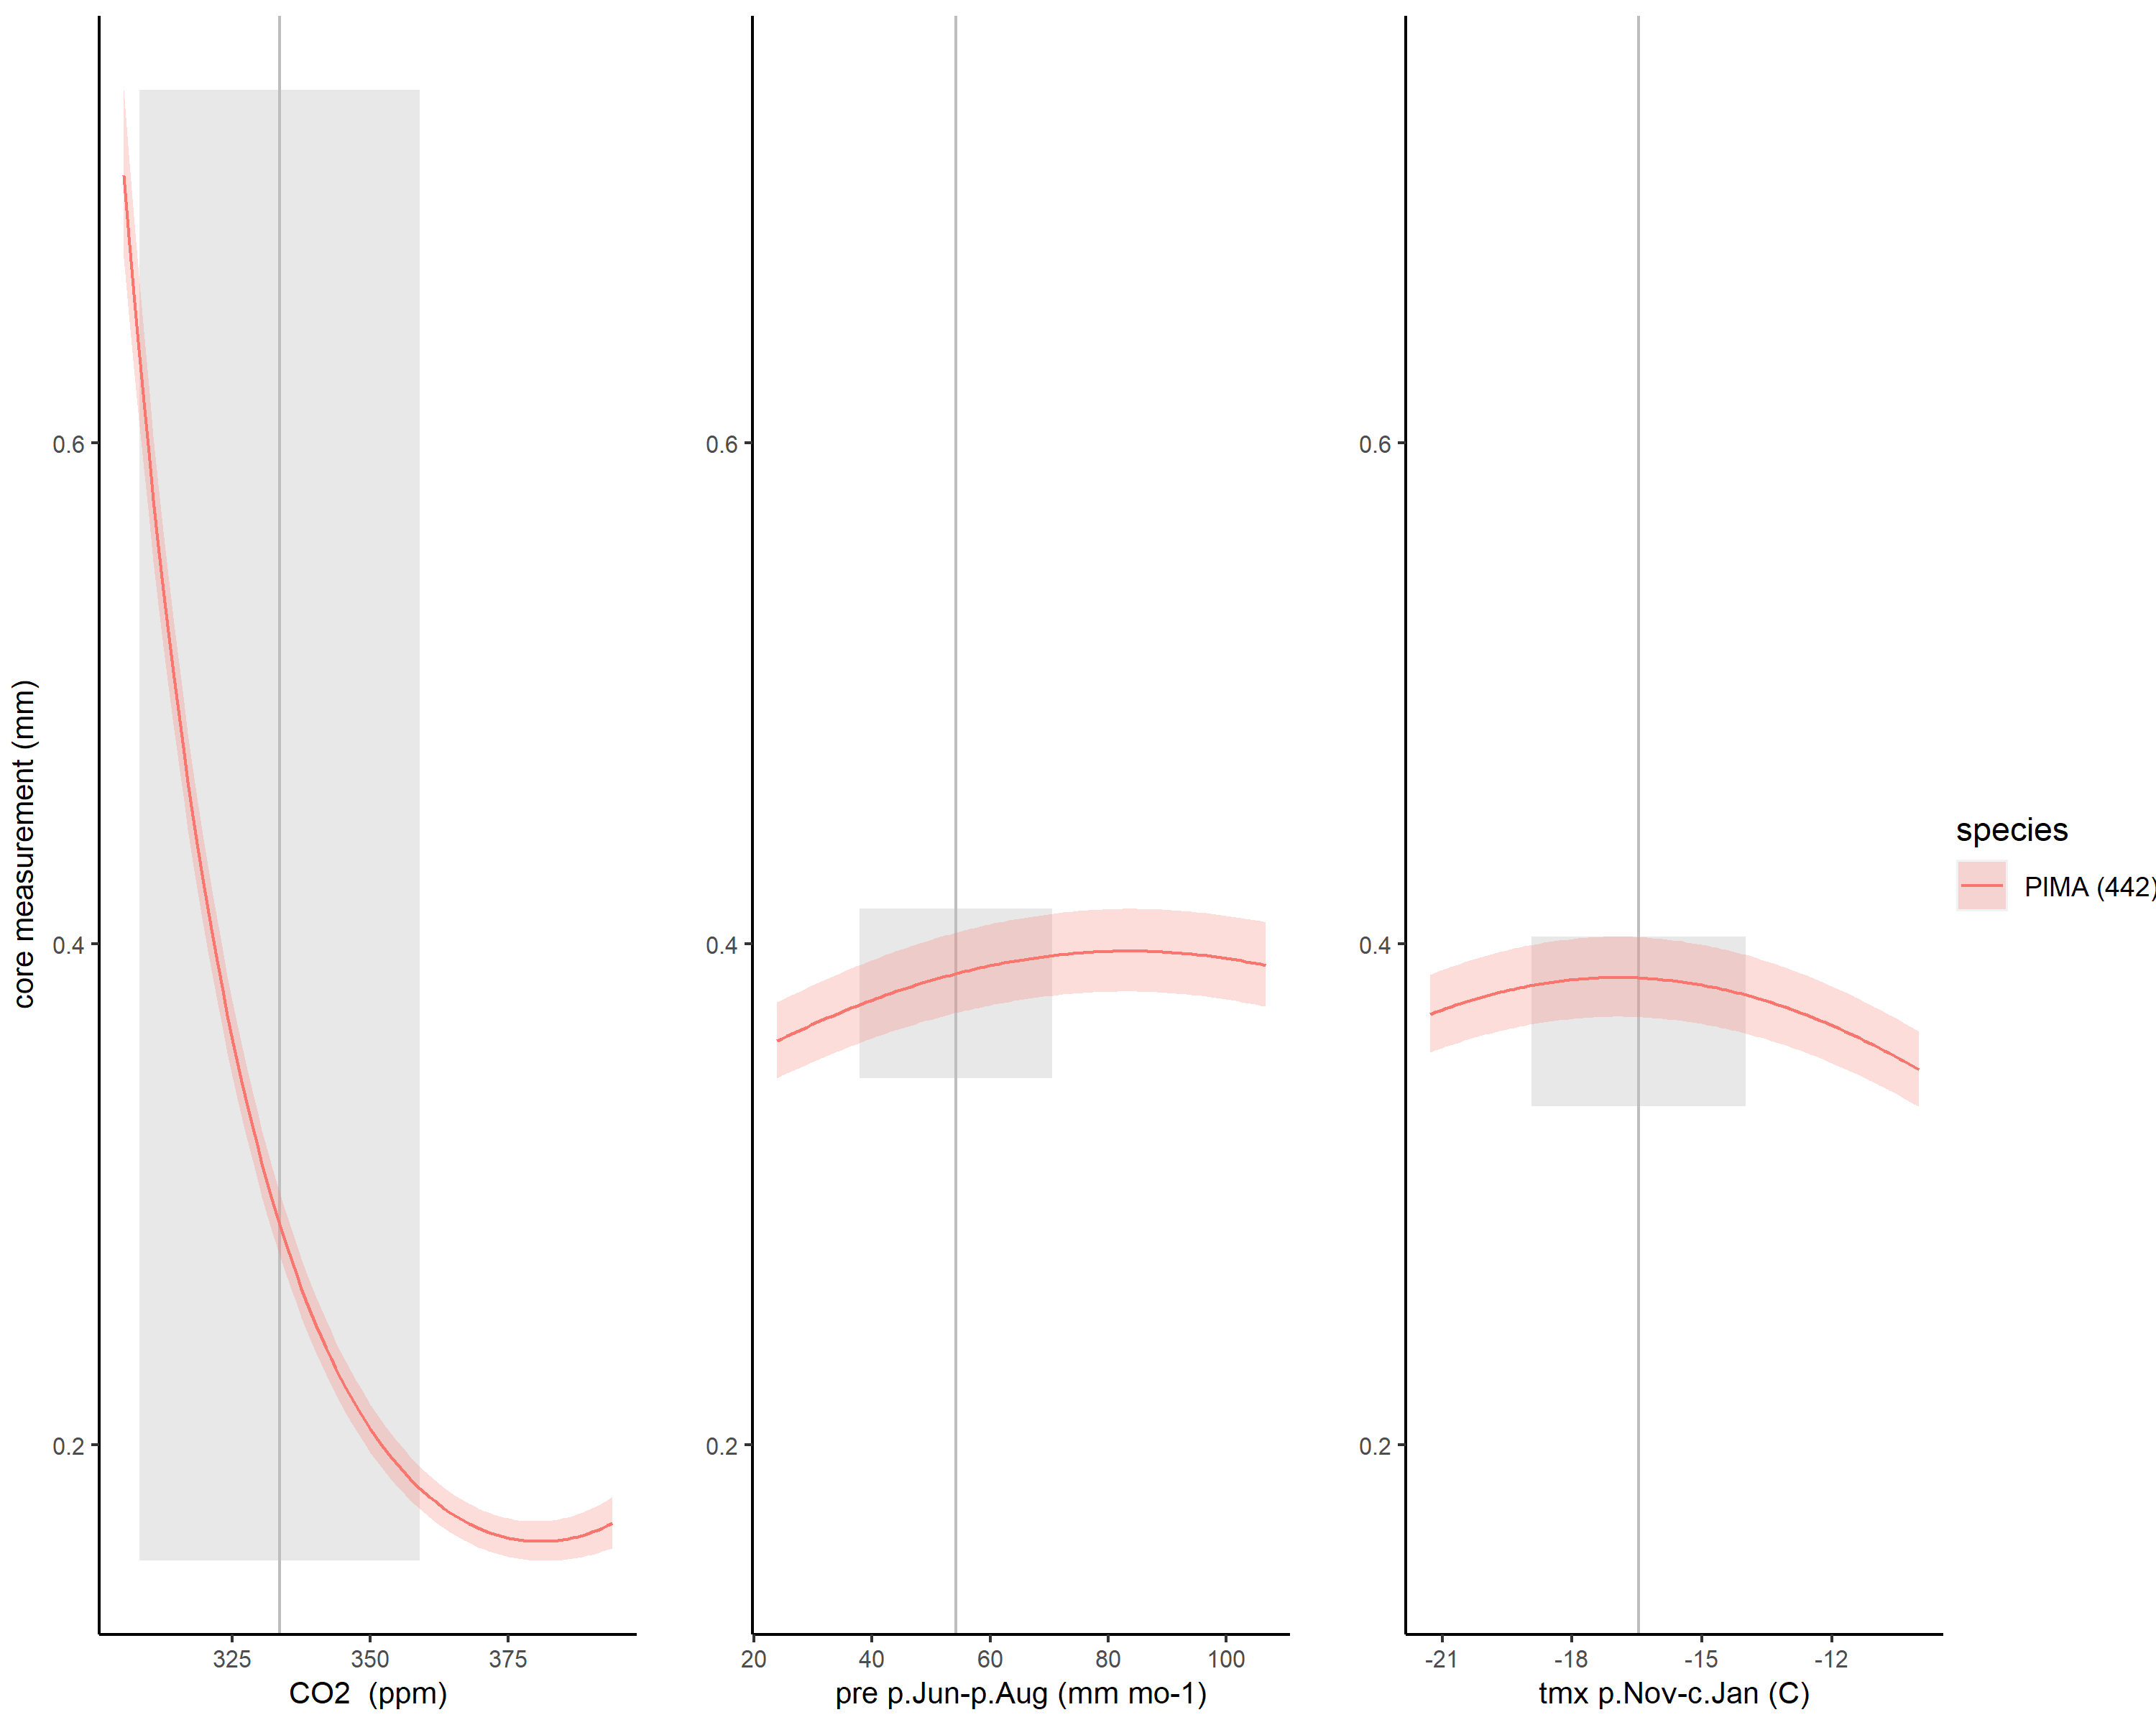 core measurement (mm)
0.6
0.4
0.2
325 350 375
CO2  (ppm)
0.6
0.4
0.2
20 40 60 80 100
pre p.Jun-p.Aug (mm mo-1)
0.6
0.4
0.2
-21 -18 -15 -12
tmx p.Nov-c.Jan (C)
species
PIMA (442)